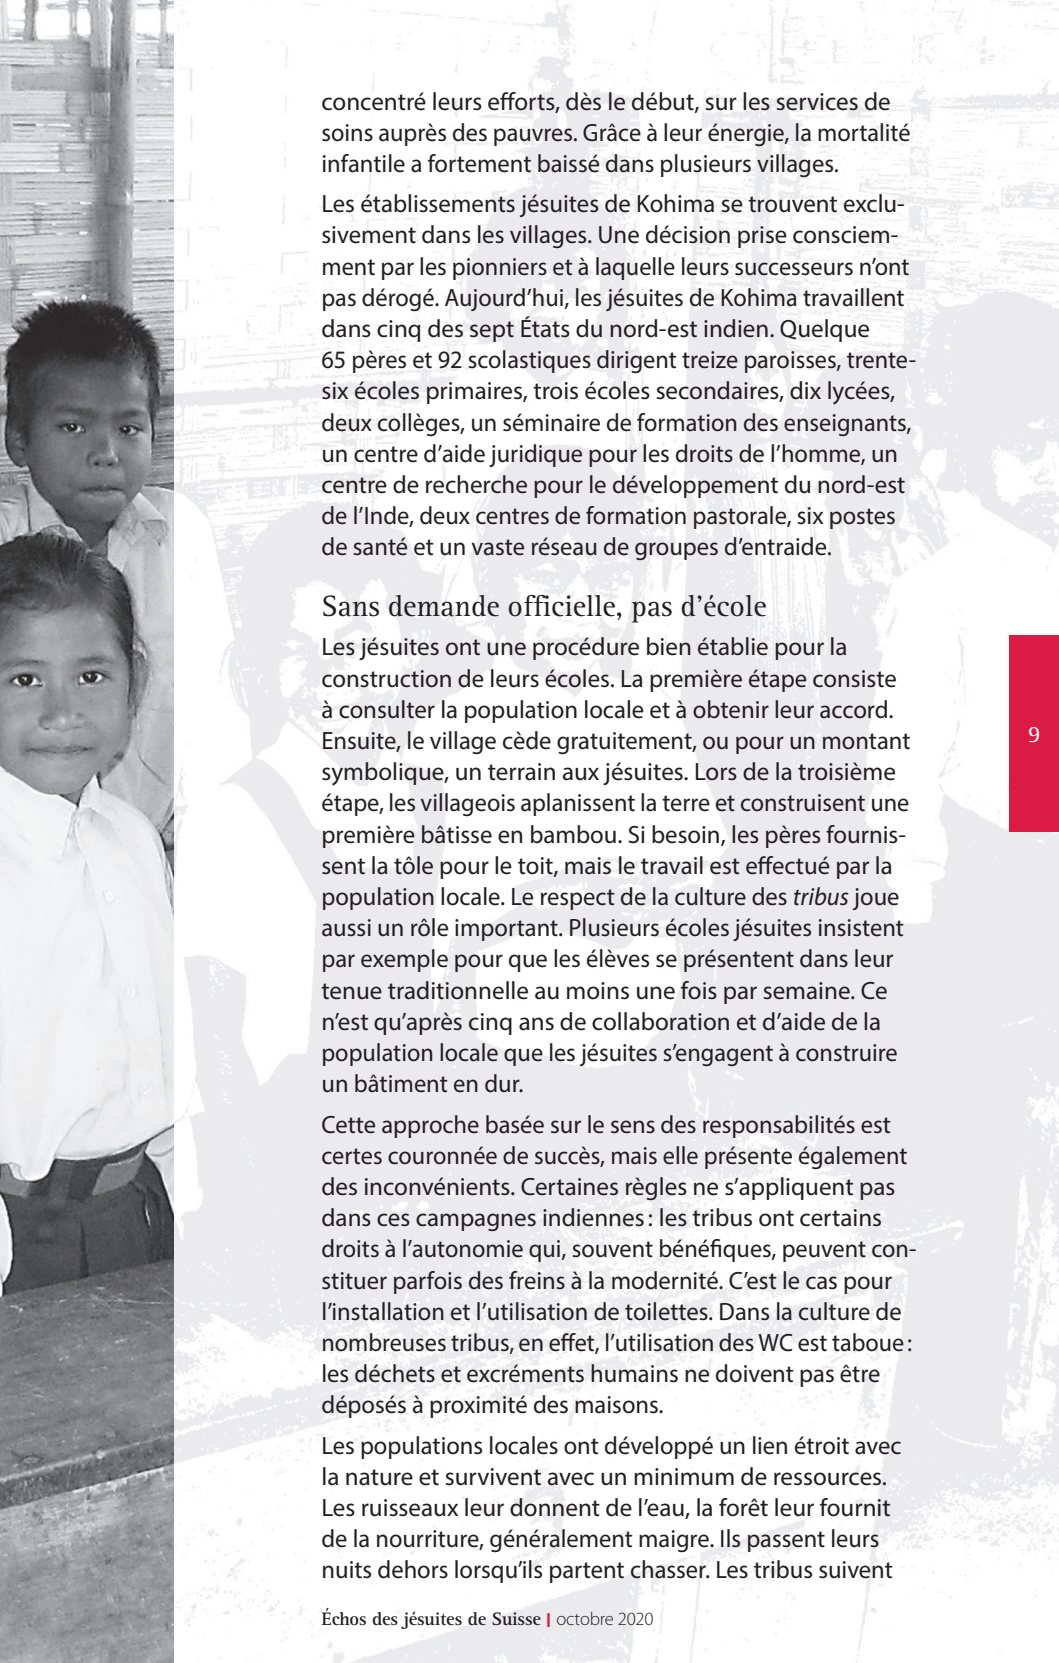 concentré leurs efforts, dès le début, sur les services de
soins auprès des pauvres. Grâce à leur énergie, la mortalité
infantile a fortement baissé dans plusieurs villages.
Les établissements jésuites de Kohima se trouvent exclu-
sivement dans les villages. Une décision prise consciem-
ment par les pionniers et à laquelle leurs successeurs n’ont
pas dérogé. Aujourd’hui, les jésuites de Kohima travaillent
dans cinq des sept États du nord-est indien. Quelque
65 pères et 92 scolastiques dirigent treize paroisses, trente-
six écoles primaires, trois écoles secondaires, dix lycées,
deux collèges, un séminaire de formation des enseignants,
un centre d’aide juridique pour les droits de l’homme, un
centre de recherche pour le développement du nord-est
de l’Inde, deux centres de formation pastorale, six postes
de santé et un vaste réseau de groupes d’entraide.
Sans demande officielle, pas d’école
Les jésuites ont une procédure bien établie pour la
construction de leurs écoles. La première étape consiste
à consulter la population locale et à obtenir leur accord.
Ensuite, le village cède gratuitement, ou pour un montant
symbolique, un terrain aux jésuites. Lors de la troisième
étape, les villageois aplanissent la terre et construisent une
première bâtisse en bambou. Si besoin, les pères fournis-
sent la tôle pour le toit, mais le travail est effectué par la
population locale. Le respect de la culture des tribus joue
aussi un rôle important. Plusieurs écoles jésuites insistent
par exemple pour que les élèves se présentent dans leur
tenue traditionnelle au moins une fois par semaine. Ce
n’est qu’après cinq ans de collaboration et d’aide de la
population locale que les jésuites s’engagent à construire
un bâtiment en dur.
Cette approche basée sur le sens des responsabilités est
certes couronnée de succès, mais elle présente également
des inconvénients. Certaines règles ne s’appliquent pas
dans ces campagnes indiennes : les tribus ont certains
droits à l’autonomie qui, souvent bénéfiques, peuvent con-
stituer parfois des freins à la modernité. C’est le cas pour
l’installation et l’utilisation de toilettes. Dans la culture de
nombreuses tribus, en effet, l’utilisation des WC est taboue :
les déchets et excréments humains ne doivent pas être
déposés à proximité des maisons.
Les populations locales ont développé un lien étroit avec
la nature et survivent avec un minimum de ressources.
Les ruisseaux leur donnent de l’eau, la forêt leur fournit
de la nourriture, généralement maigre. Ils passent leurs
nuits dehors lorsqu’ils partent chasser. Les tribus suivent
9
Échos des jésuites de Suisse | octobre 2020